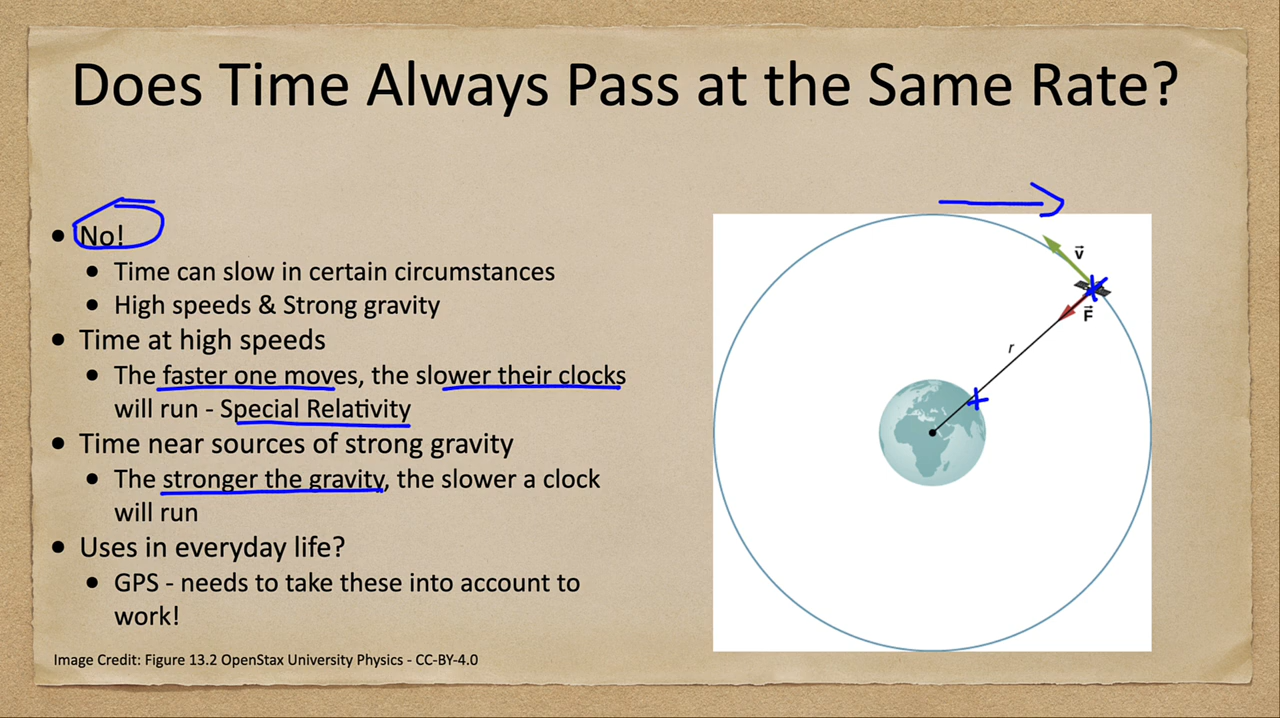 Does Time Always Pass at the Same Rate?
• No!
• Time can slow in certain circumstances
• High speeds & Strong gravity
• Time at high speeds
• The faster one moves, the slower their clocks
will run - Special Relativity
• Time near sources of strong gravity
• The stronger the gravity, the slower a clock
will run
• Uses in everyday life?
• GPS - needs to take these into account to
work!
Image Credit: Figure 13.2 OpenStax University Physics - CC-BY-4.0
v⃗
F⃗
r